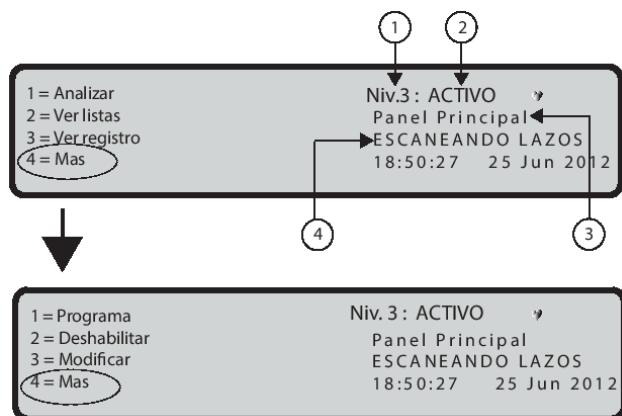 1
2
1 = Analizar
2 = Ver listas
3 = Ver registro
4 = Mas
Niv.3 : ACTIVO
Panel Principal
ESCANEANDO LAZOS
18:50:27 25 Jun 2012
4
3
1 = Programa
2 = Deshabilitar
3 = Modificar
4 = Mas
Niv. 3 : ACTIVO
Panel Principal
ESCANEANDO LAZOS
18:50:27 25 Jun 2012